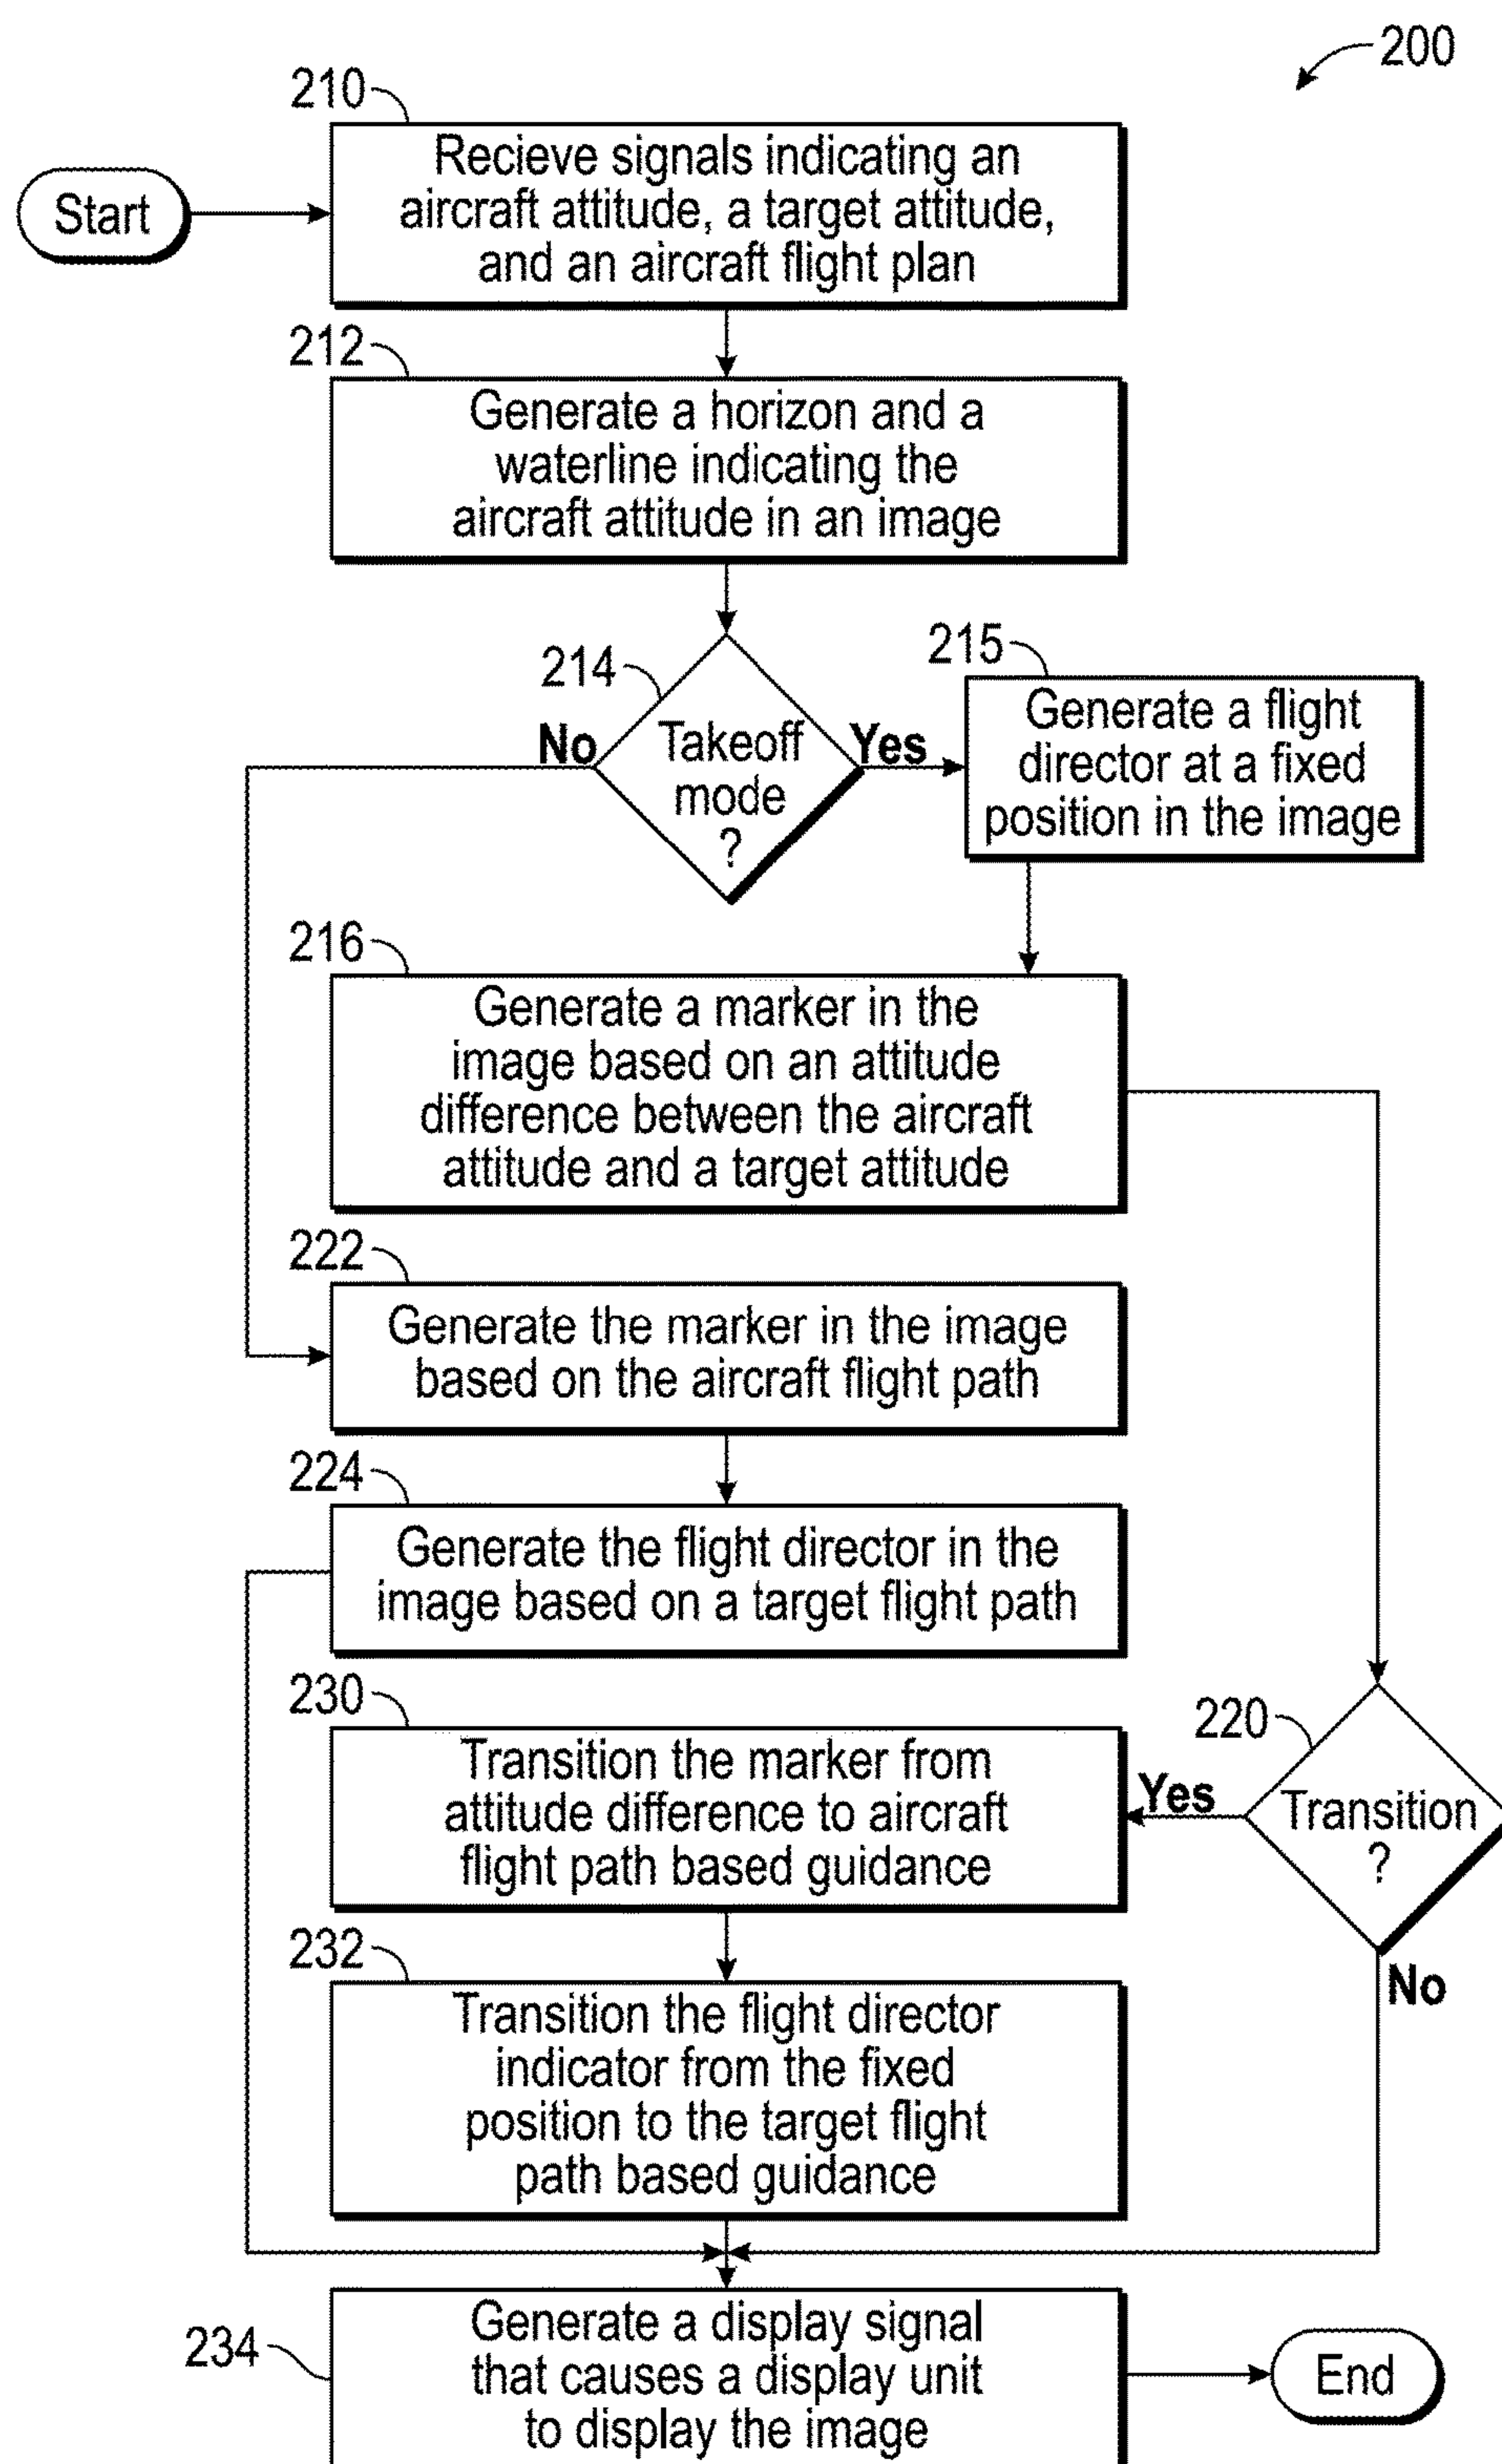 200
210
Start
Recieve signals indicating an
aircraft attitude, a target attitude,
and an aircraft flight plan
212
Generate a horizon and a
waterline indicating the
aircraft attitude in an image
214
No
Takeoff
mode
?
Yes
215
Generate a flight
director at a fixed
position in the image
216
Generate a marker in the
image based on an attitude
difference between the aircraft
attitude and a target attitude
222
Generate the marker in the image
based on the aircraft flight path
224
Generate the flight director in the
image based on a target flight path
230
Transition the marker from
attitude difference to aircraft
flight path based guidance
220
Yes
Transition
?
No
232
Transition the flight director
indicator from the fixed
position to the target flight
path based guidance
234
Generate a display signal
that causes a display unit
to display the image
End